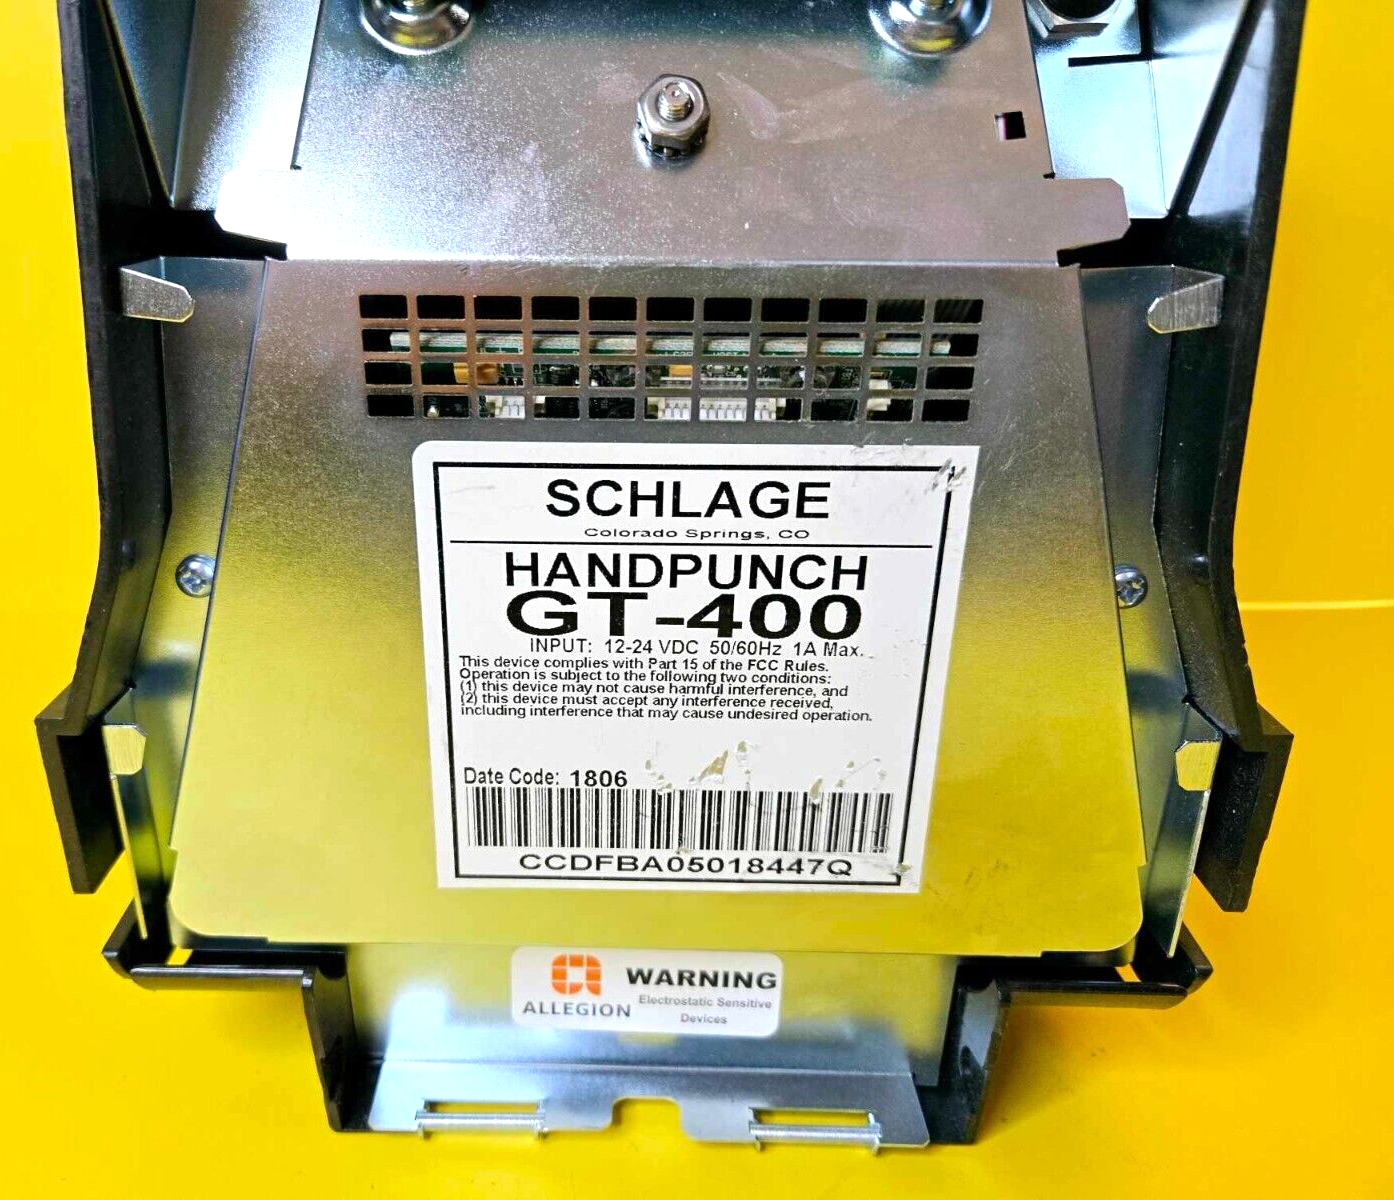 SCHLAGE
Colorado Springs, CO
HANDPUNCH
GT-400
INPUT: 12-24 VDC 50/60Hz 1A Max.
This device complies with Part 15 of the FCC Rules.
Operation is subject to the following two conditions:
(1) this device may not cause harmful interference, and
(2) this device must accept any interference received,
including interference that may cause undesired operation.
Date Code: 1806
CCDFBA05018447Q
ALLEGION
WARNING
Electrostatic Sensitive
Devices